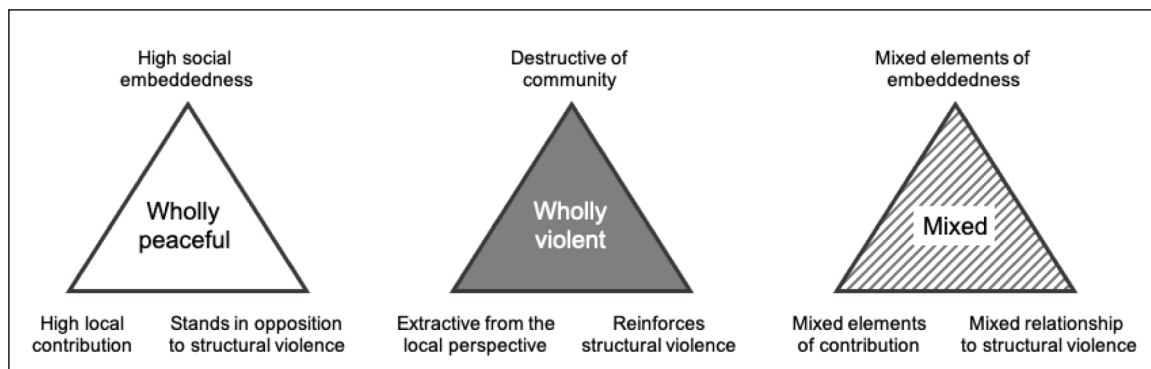 High social
embeddedness
Wholly
peaceful
High local
contribution
Stands in opposition
to structural violence
Destructive of
community
Wholly
violent
Extractive from the
local perspective
Reinforces
structural violence
Mixed elements of
embeddedness
Mixed
Mixed elements
of contribution
Mixed relationship
to structural violence